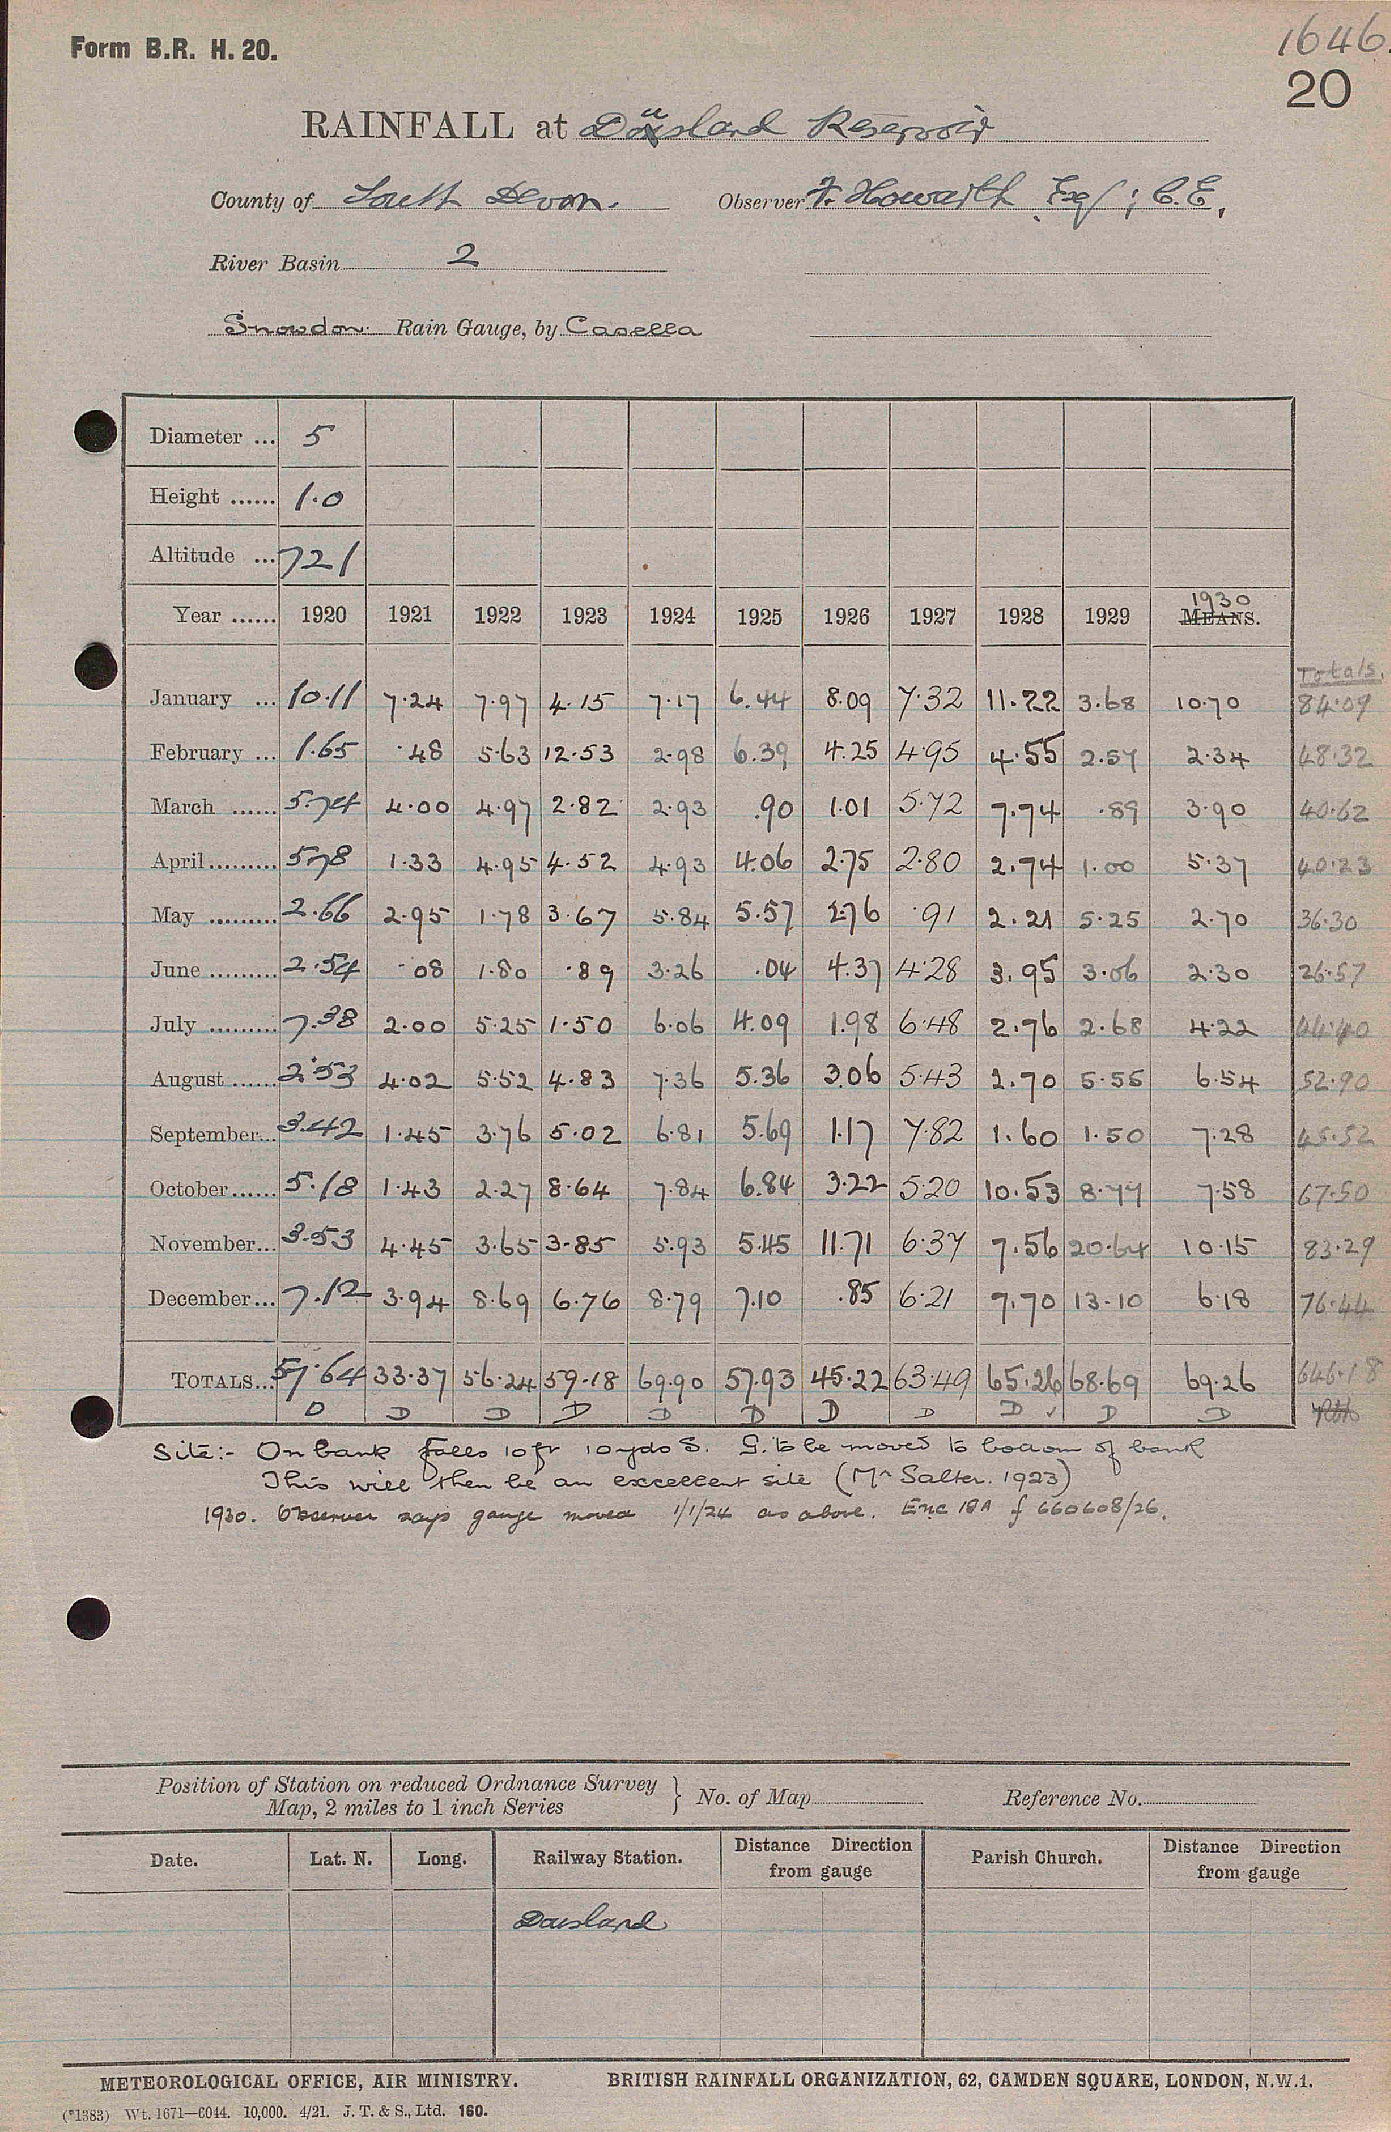 Form B.R. H. 20.
1646.
20
RAINFALL at Dousland Reservoir
County of South Devon. Observer F. Howarth Esq; C.E.
River Basin 2
Snowdon Rain Gauge, by Casella
Diameter ... 5
Height ...... 1.0
Altitude ... 721
Year ...... 1920 1921 1922 1923 1924 1925 1926 1927 1928 1929 1930 MEANS.
Totals.
January ... 10.11 7.24 7.97 4.15 7.17 6.44 8.09 7.32 11.22 3.68 10.70 84.09
February ... 1.65 .48 5.63 12.53 2.98 6.39 4.25 4.95 4.55 2.57 2.34 48.32
March ...... 5.74 4.00 4.97 2.82 2.93 .90 1.01 5.72 7.74 .89 3.90 40.62
April......... 5.78 1.33 4.95 4.52 4.93 4.06 2.75 2.80 2.74 1.00 5.37 40.23
May ......... 2.66 2.95 1.78 3.67 5.84 5.57 2.76 .91 2.21 5.25 2.70 36.30
June ......... 2.54 .08 1.80 .89 3.26 .04 4.37 4.28 3.95 3.06 2.30 26.57
July ......... 7.38 2.00 5.25 1.50 6.06 4.09 1.98 6.48 2.76 2.68 4.22 44.40
August ...... 2.53 4.02 5.52 4.83 7.36 5.36 3.06 5.43 2.70 5.55 6.54 52.90
September... 3.42 1.45 3.76 5.02 6.81 5.69 1.17 7.82 1.60 1.50 7.28 45.52
October...... 5.18 1.43 2.27 8.64 7.84 6.84 3.22 5.20 10.53 8.77 7.58 67.50
November... 3.53 4.45 3.65 3.85 5.93 5.45 11.71 6.37 7.56 20.64 10.15 83.29
December... 7.12 3.94 8.69 6.76 8.79 7.10 .85 6.21 7.70 13.10 6.18 76.44
TOTALS... 57.64 33.37 56.24 59.18 69.90 57.93 45.22 63.49 65.26 68.69 69.26 646.18
D D D D D D D D D ✓ D D
Site:- On bank falls 10ft 10yds S. G. to be moved to bottom of bank
This will then be an excellent site (Mr Salter. 1923)
1930. Observer says gauge moved 1/1/24 as above. Enc 18A f 660608/26.
Position of Station on reduced Ordnance Survey Map, 2 miles to 1 inch Series } No. of Map Reference No.
Date. Lat. N. Long. Railway Station. Distance Direction from gauge Parish Church. Distance Direction from gauge
Dousland
METEOROLOGICAL OFFICE, AIR MINISTRY. BRITISH RAINFALL ORGANIZATION, 62, CAMDEN SQUARE, LONDON, N.W.1.
(*1383) Wt. 1671—6044. 10,000. 4/21. J. T. & S., Ltd. 160.